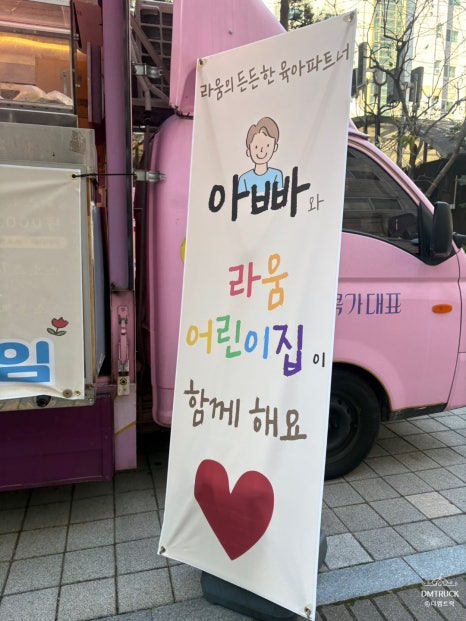 라움의 든든한 육아파트너
아빠와
라움
어린이집이
함께 해요
임
가대표
DMTRUCK